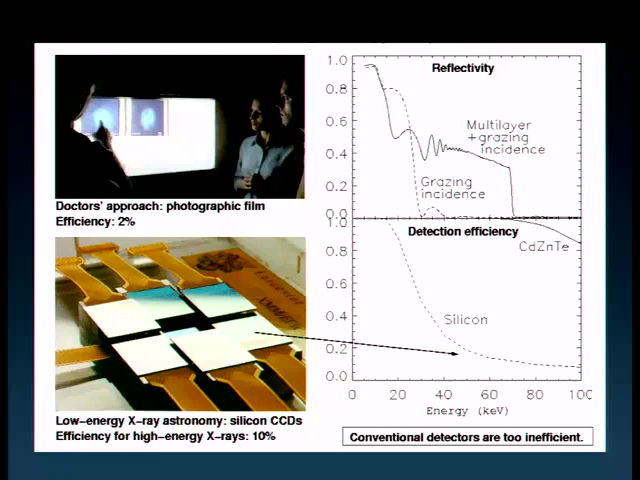 Doctors' approach: photographic film
Efficiency: 2%
Low-energy X-ray astronomy: silicon CCDs
Efficiency for high-energy X-rays: 10%
Reflectivity
1.0
0.8
0.6
0.4
0.2
0.0
Multilayer
+grazing
incidence
Grazing
incidence
Detection efficiency
CdZnTe
0.8
0.6
0.4
0.2
0.0
Silicon
0 20 40 60 80 100
Energy (keV)
Conventional detectors are too inefficient.